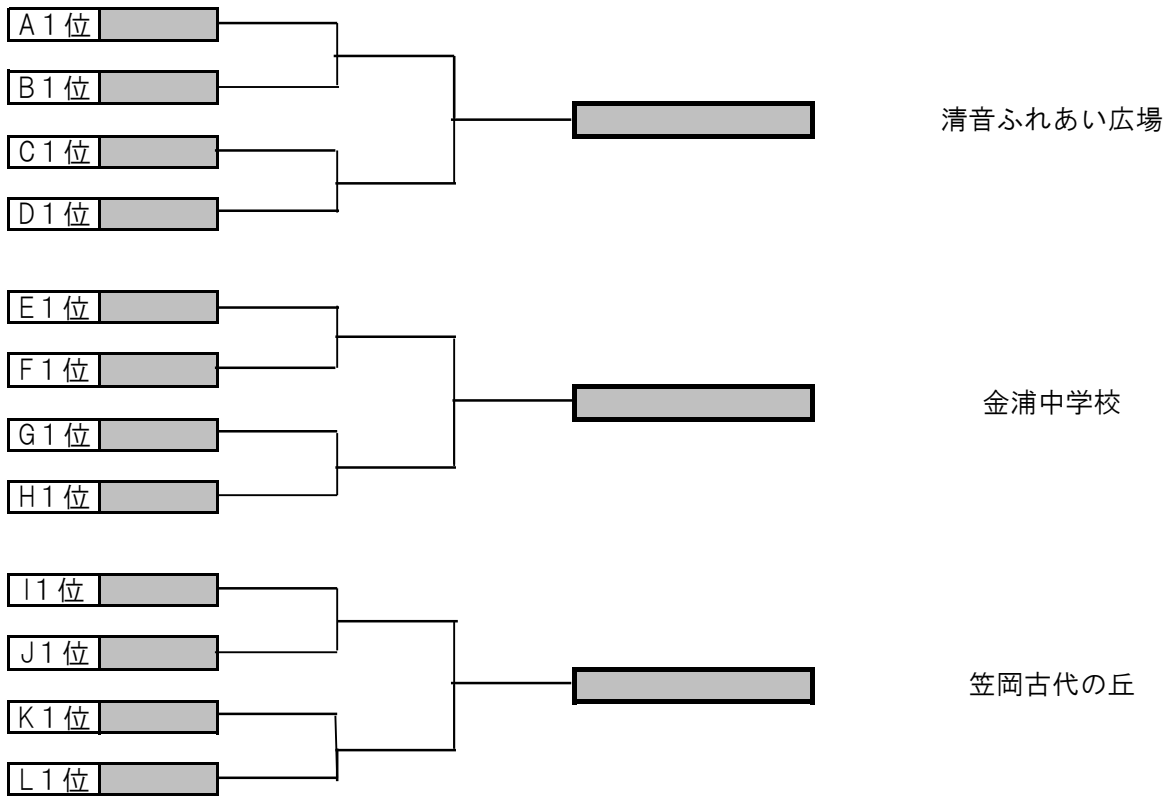 A1位
B1位
清音ふれあい広場
C1位
D1位
E1位
F1位
金浦中学校
G1位
H1位
I1位
J1位
笠岡古代の丘
K1位
L1位